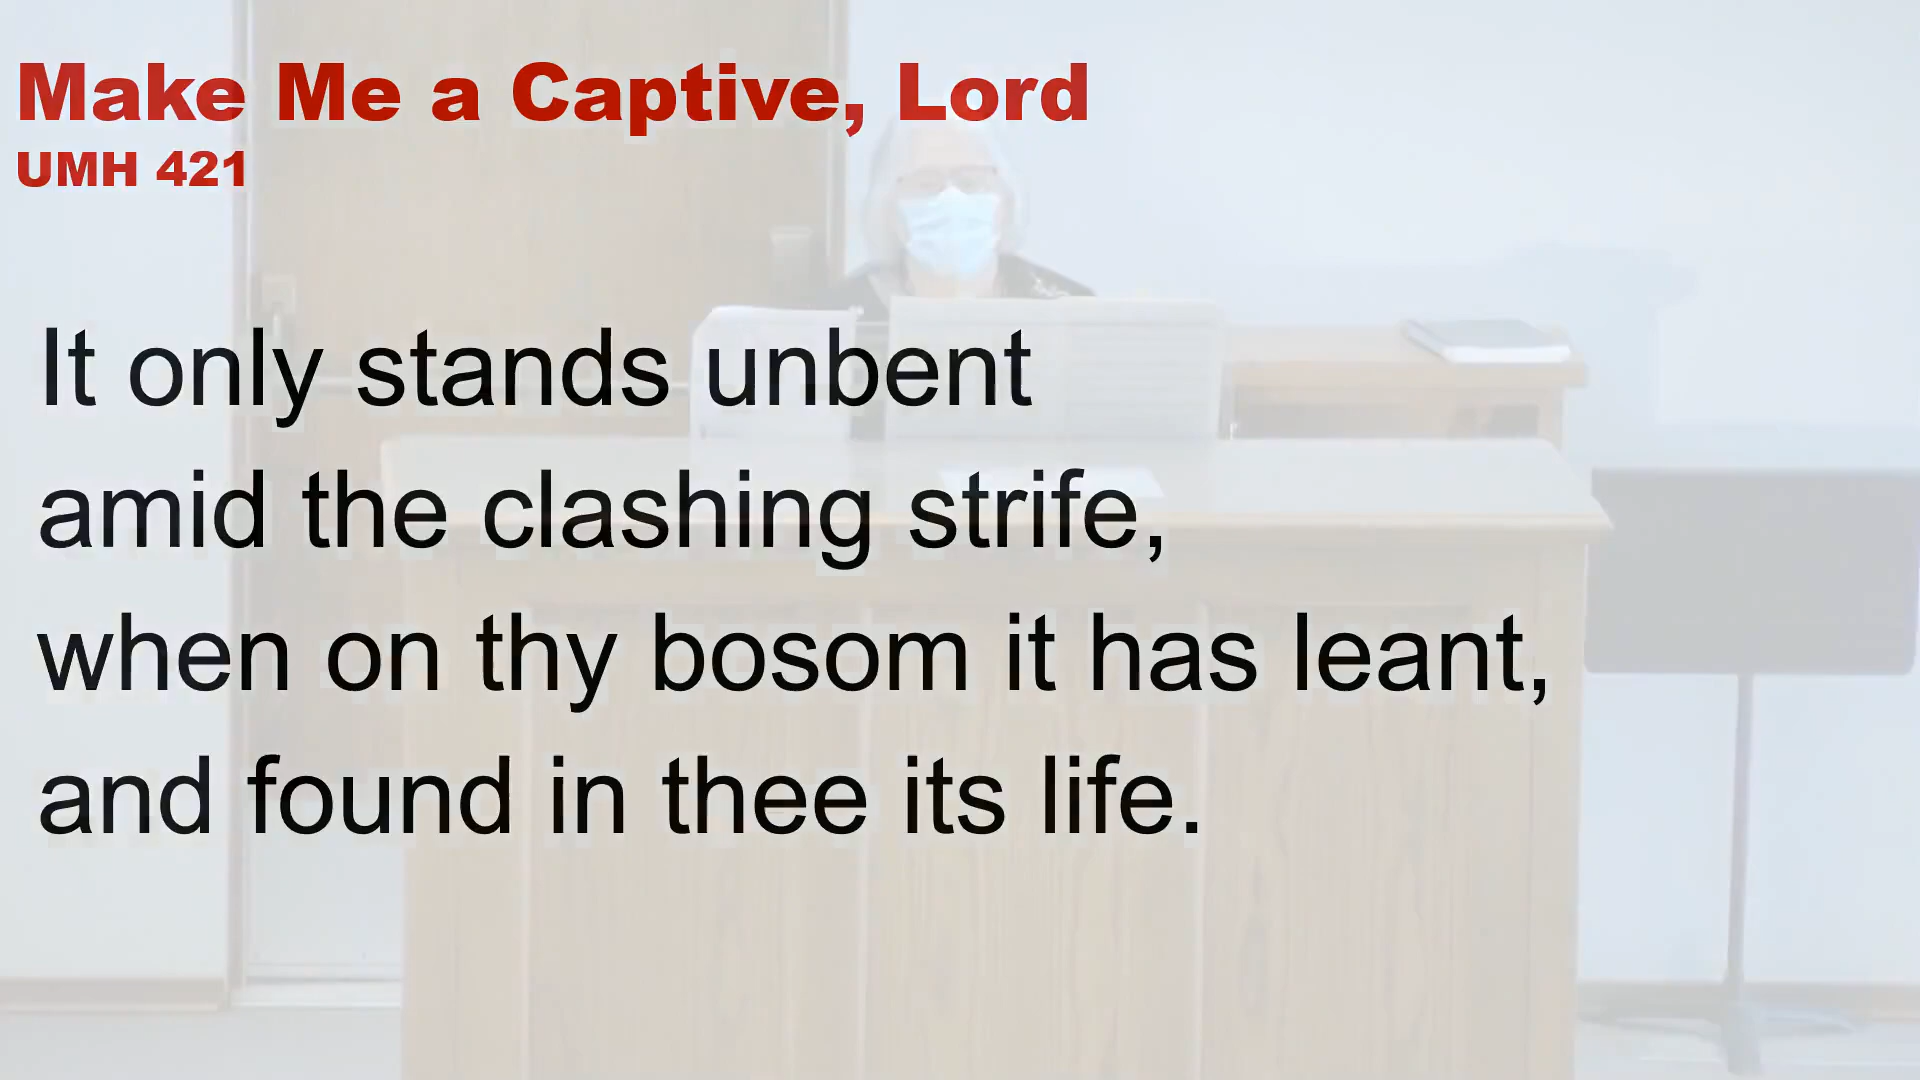 Make Me a Captive, Lord
UMH 421
It only stands unbent
amid the clashing strife,
when on thy bosom it has leant,
and found in thee its life.